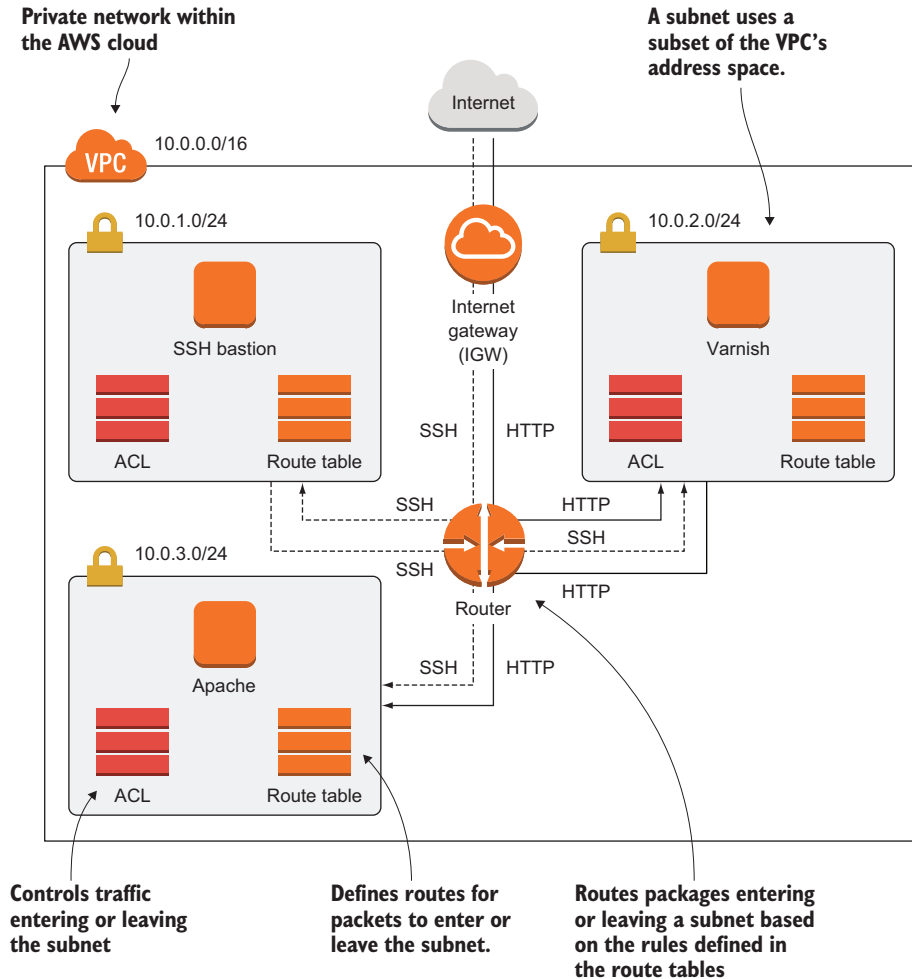 Private network within
the AWS cloud
A subnet uses a
subset of the VPC's
address space.
Internet
10.0.0.0/16
VPC
10.0.1.0/24
SSH bastion
ACL
Route table
Internet
gateway
(IGW)
10.0.2.0/24
Varnish
ACL
Route table
SSH
HTTP
SSH
HTTP
SSH
SSH
HTTP
Router
SSH
HTTP
10.0.3.0/24
Apache
ACL
Route table
Controls traffic
entering or leaving
the subnet
Defines routes for
packets to enter or
leave the subnet.
Routes packages entering
or leaving a subnet based
on the rules defined in
the route tables